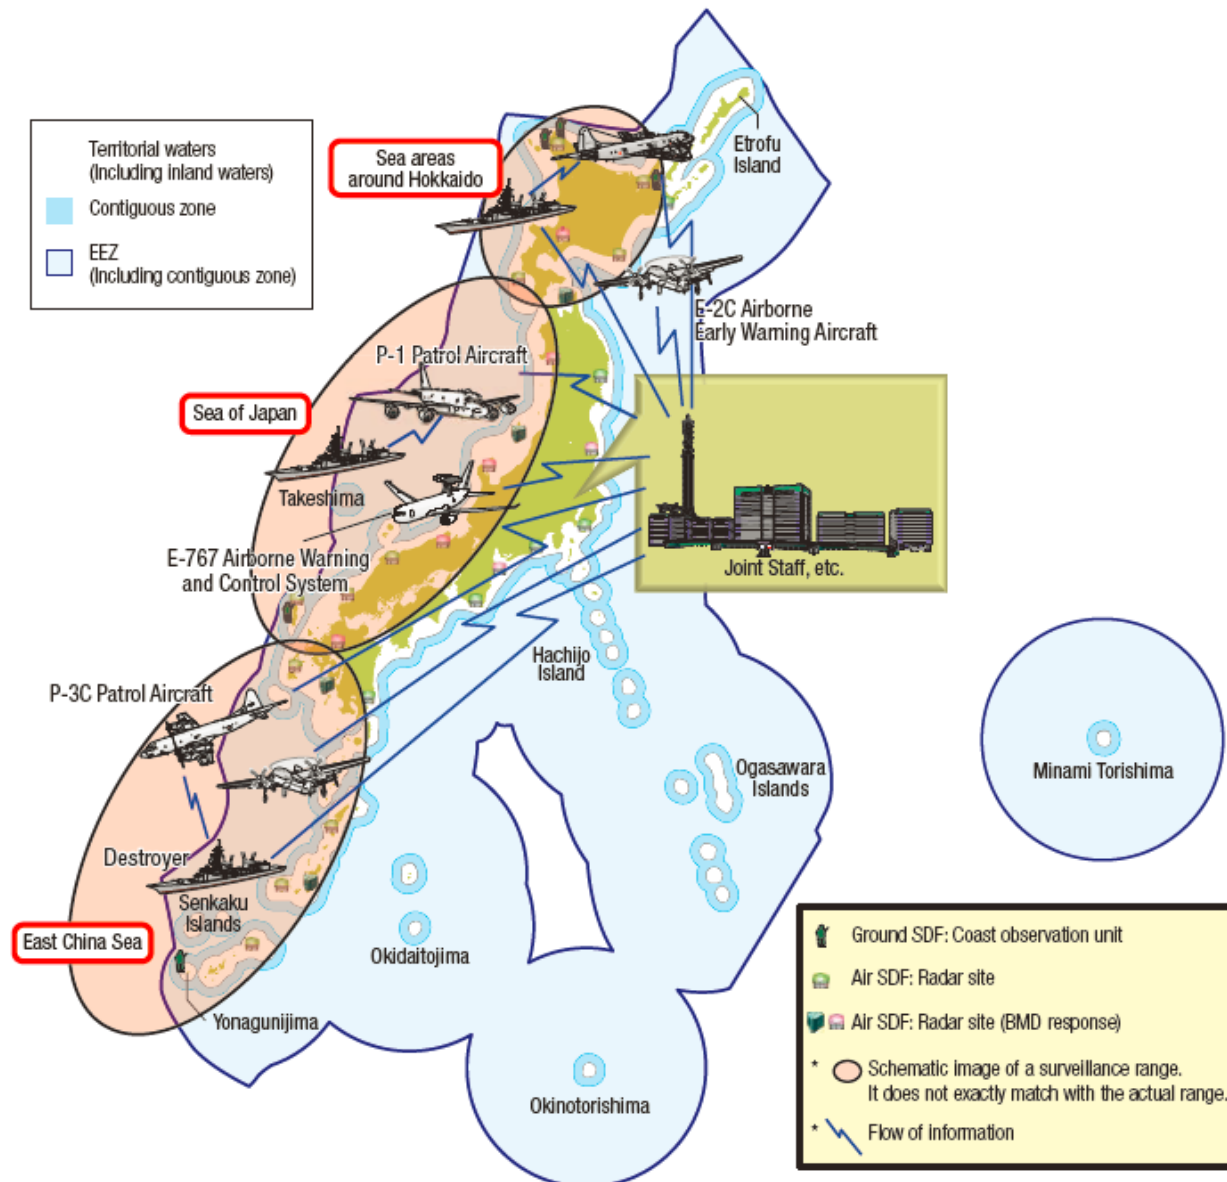 Territorial waters
(Including inland waters)
Contiguous zone
EEZ
(Including contiguous zone)
Sea areas
around Hokkaido
Etrofu
Island
E-2C Airborne
Early Warning Aircraft
P-1 Patrol Aircraft
Sea of Japan
Takeshima
E-767 Airborne Warning
and Control System
Joint Staff, etc.
Hachijo
Island
P-3C Patrol Aircraft
Ogasawara
Islands
Minami Torishima
Destroyer
Senkaku
Islands
East China Sea
Okidaitojima
Yonagunijima
Okinotorishima
Ground SDF: Coast observation unit
Air SDF: Radar site
Air SDF: Radar site (BMD response)
* Schematic image of a surveillance range.
It does not exactly match with the actual range.
* Flow of information